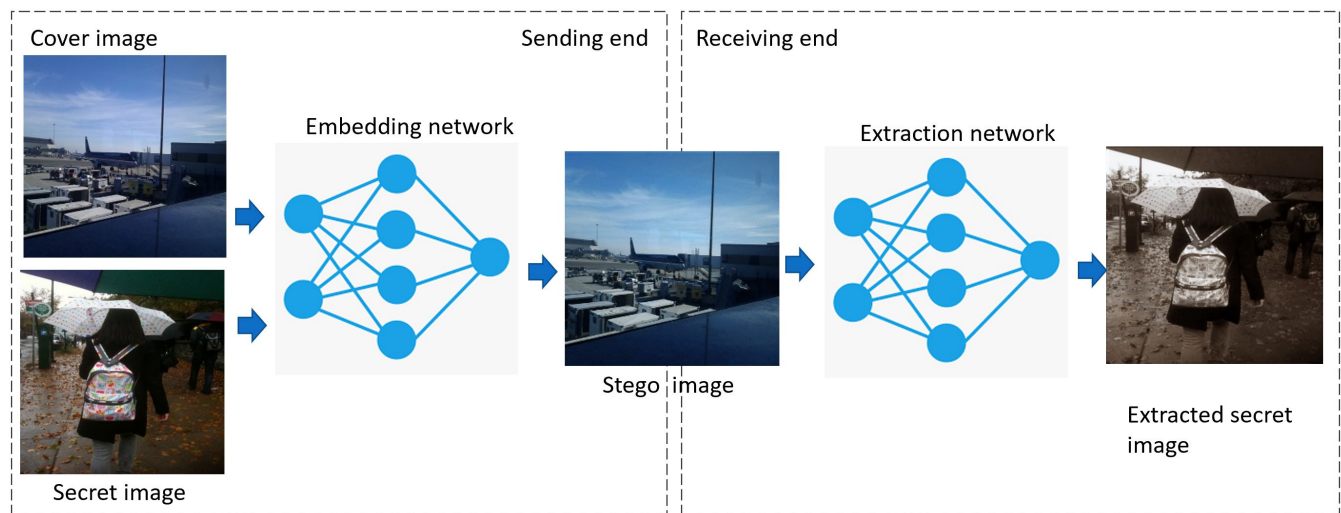 Cover image
Sending end
Receiving end
Embedding network
Extraction network
Stego image
Extracted secret
image
Secret image